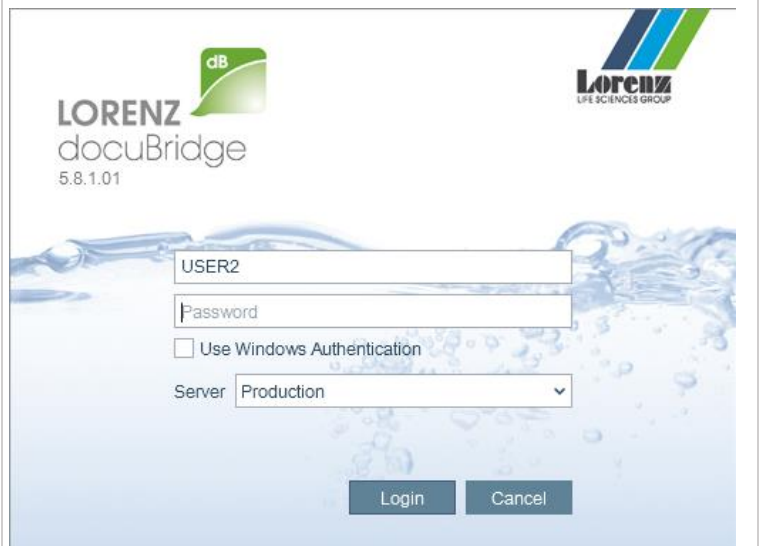 dB
LORENZ
docuBridge
5.8.1.01
Lorenz
LIFE SCIENCES GROUP
USER2
Password
Use Windows Authentication
Server Production
Login Cancel